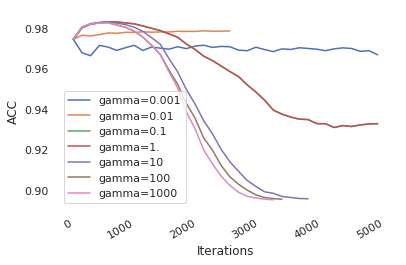 0.98
0.96
0.94
0.92
0.90
ACC
gamma=0.001
gamma=0.01
gamma=0.1
gamma=1.
gamma=10
gamma=100
gamma=1000
0
1000
2000
3000
4000
5000
Iterations